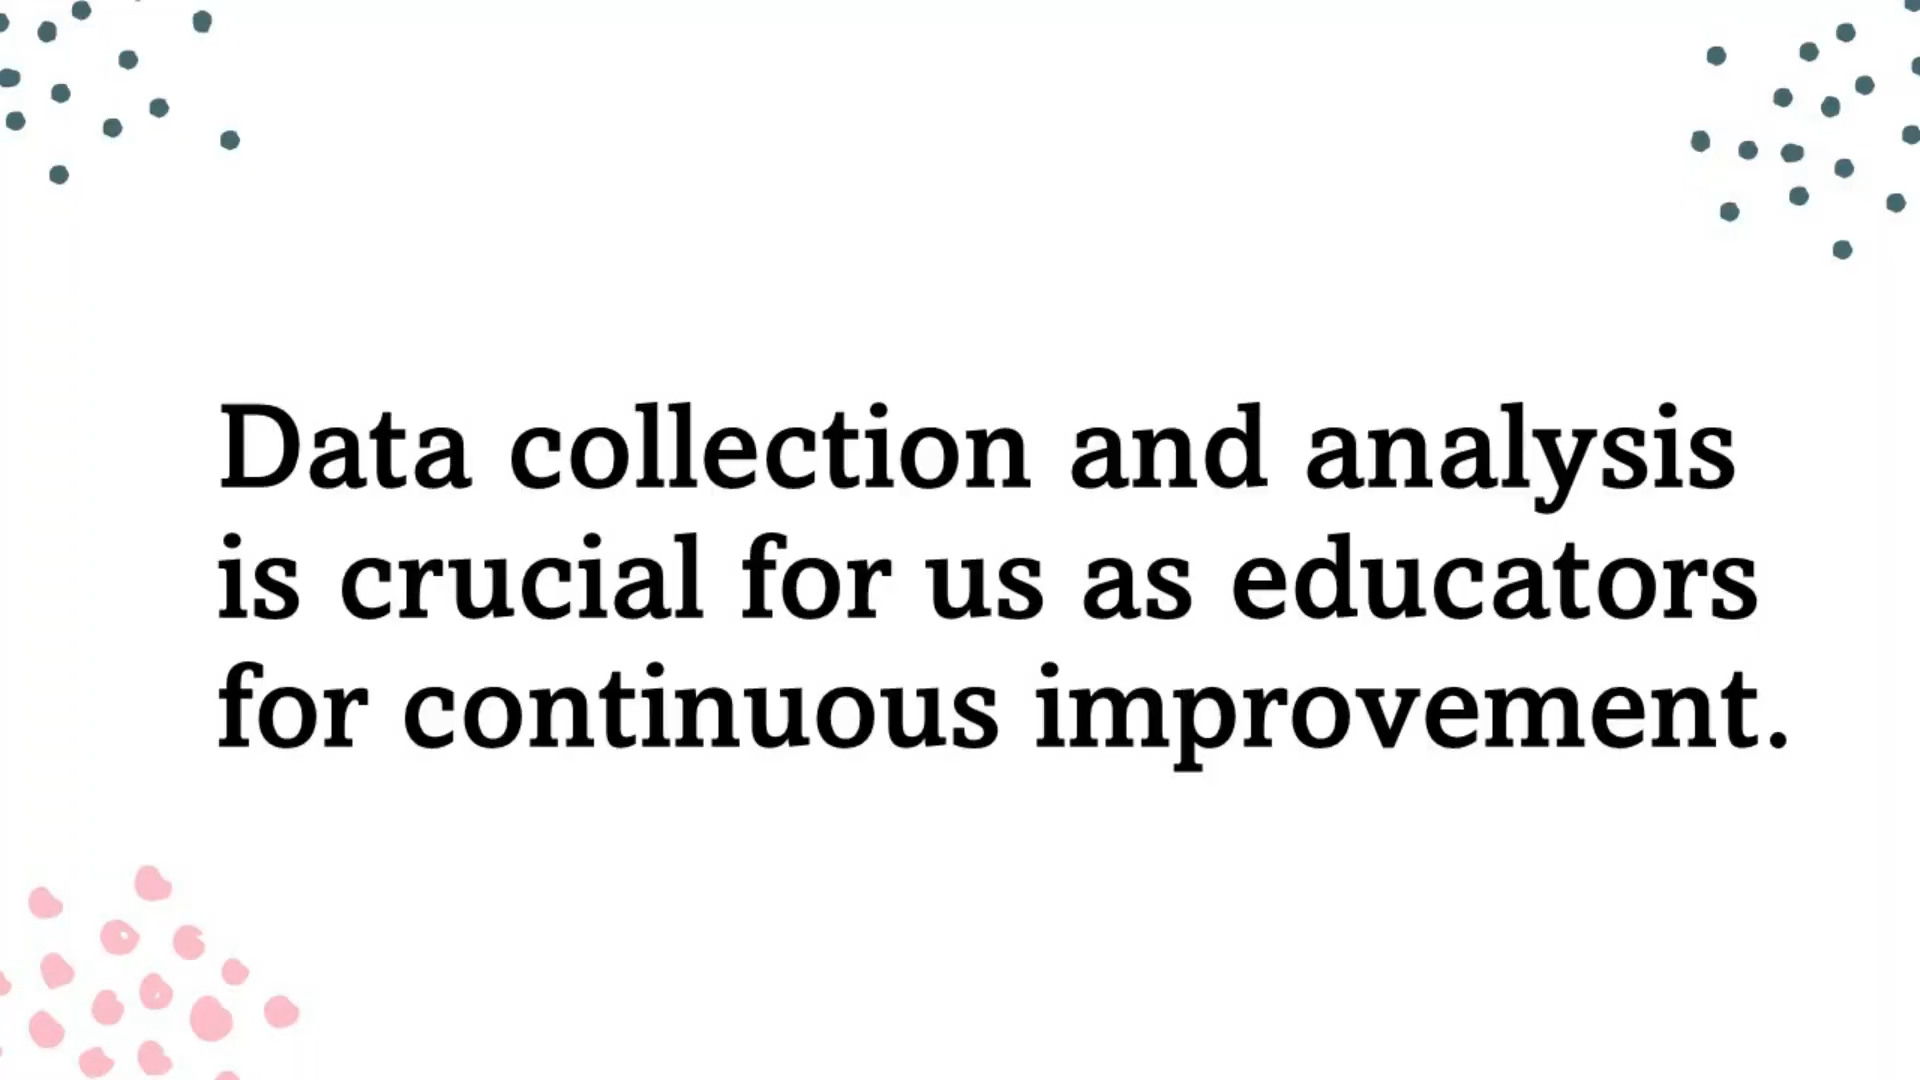 Data collection and analysis
is crucial for us as educators
for continuous improvement.